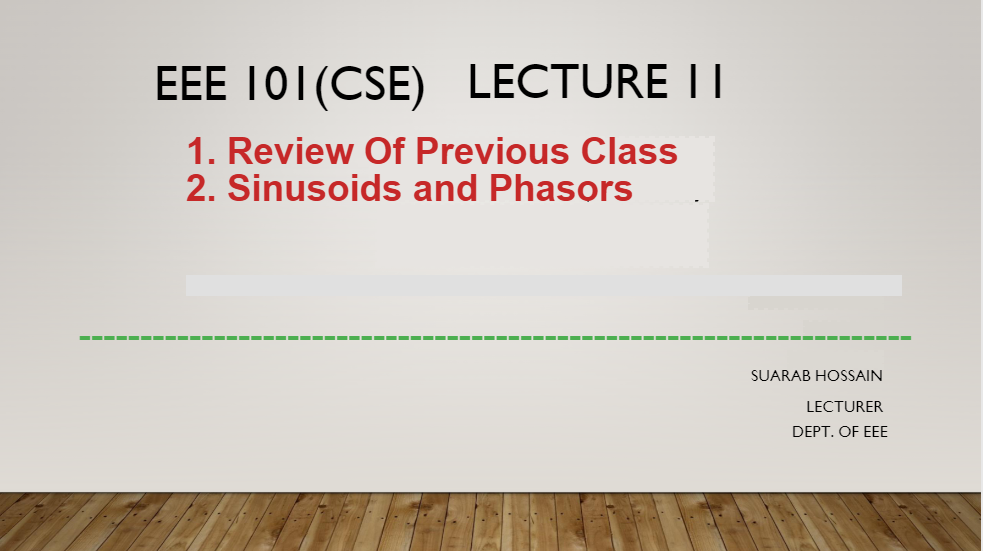 EEE 101(CSE) LECTURE 11
1. Review Of Previous Class
2. Sinusoids and Phasors
SUARAB HOSSAIN
LECTURER
DEPT. OF EEE